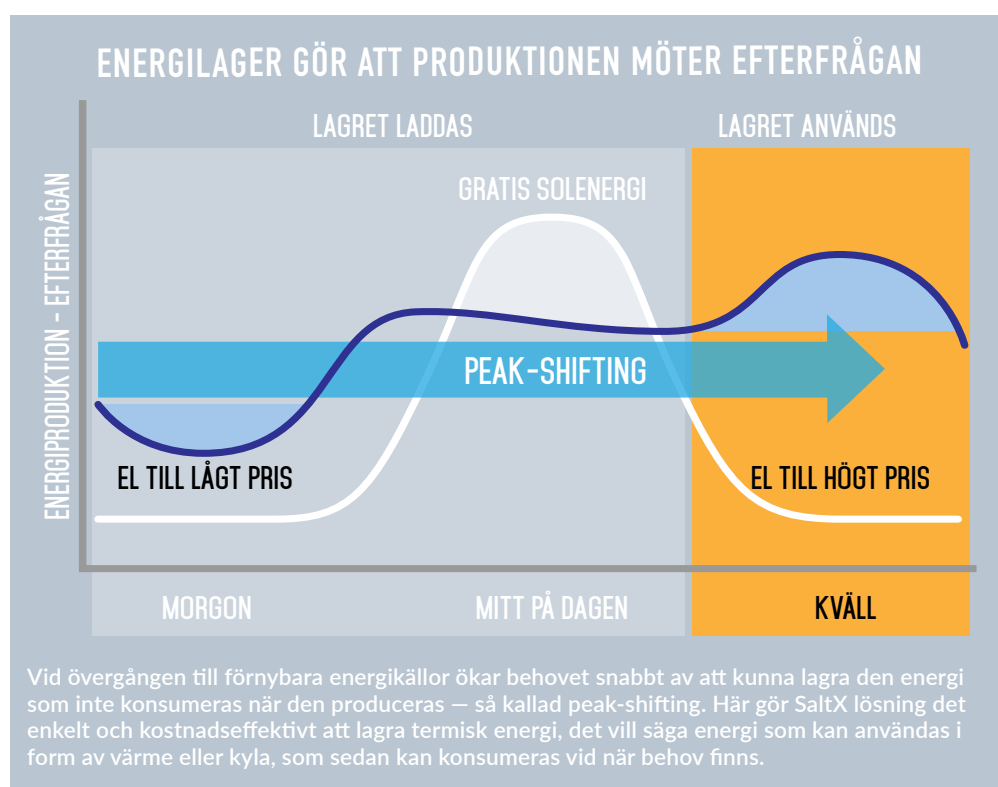 ENERGILAGER GÖR ATT PRODUKTIONEN MÖTER EFTERFRÅGAN
LAGRET LADDAS
LAGRET ANVÄNDS
ENERGIPRODUKTION - EFTERFRÅGAN
GRATIS SOLENERGI
PEAK-SHIFTING
EL TILL LÅGT PRIS
EL TILL HÖGT PRIS
MORGON
MITT PÅ DAGEN
KVÄLL
Vid övergången till förnybara energikällor ökar behovet snabbt av att kunna lagra den energi
som inte konsumeras när den produceras — så kallad peak-shifting. Här gör SaltX lösning det
enkelt och kostnadseffektivt att lagra termisk energi, det vill säga energi som kan användas i
form av värme eller kyla, som sedan kan konsumeras vid när behov finns.